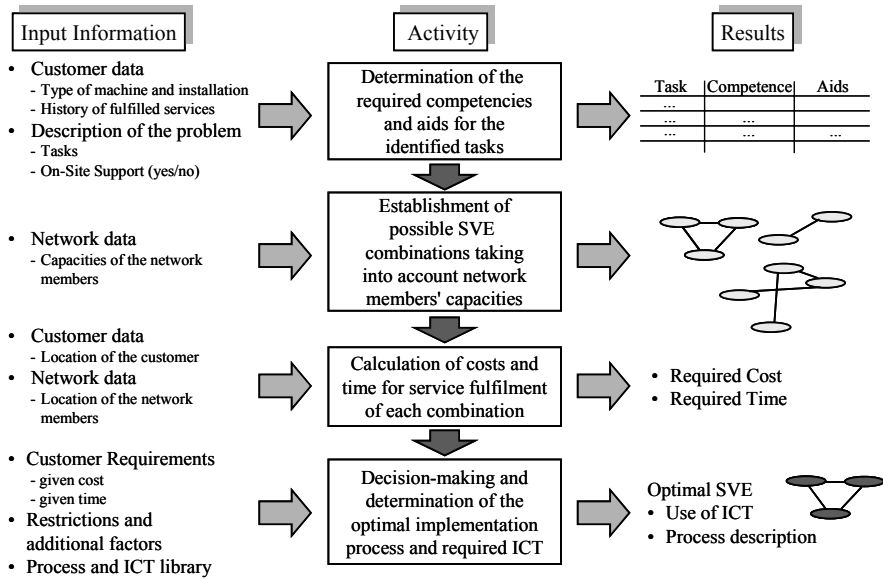 Input Information
Activity
Results
• Customer data
- Type of machine and installation
- History of fulfilled services
• Description of the problem
- Tasks
- On-Site Support (yes/no)
Determination of the
required competencies
and aids for the
identified tasks
Task Competence Aids
...
... ...
... ... ...
• Network data
- Capacities of the network
members
Establishment of
possible SVE
combinations taking
into account network
members' capacities
• Customer data
- Location of the customer
• Network data
- Location of the network
members
Calculation of costs and
time for service fulfilment
of each combination
• Required Cost
• Required Time
• Customer Requirements
- given cost
- given time
• Restrictions and
additional factors
• Process and ICT library
Decision-making and
determination of the
optimal implementation
process and required ICT
Optimal SVE
• Use of ICT
• Process description